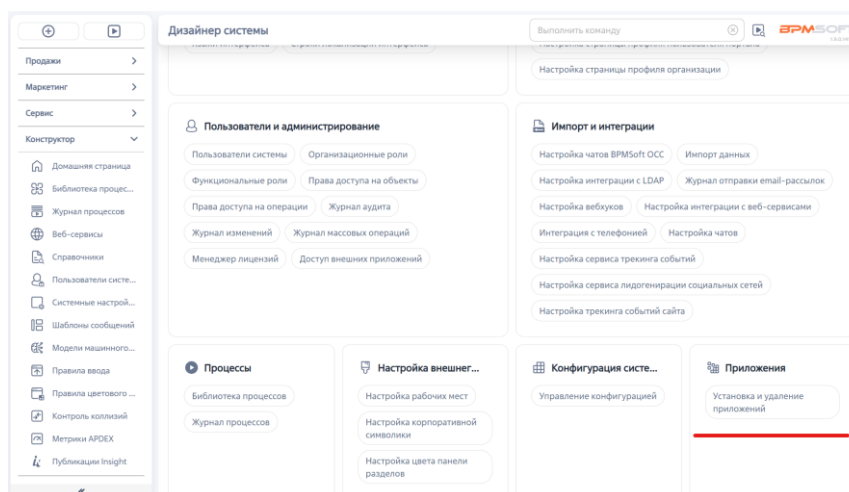 Дизайнер системы
Выполнить команду
BPMSOFT
Продажи
Маркетинг
Сервис
Конструктор
Домашняя страница
Библиотека процес...
Журнал процессов
Веб-сервисы
Справочники
Пользователи систе...
Системные настрой...
Шаблоны сообщений
Модели машинного...
Правила ввода
Правила цветового ...
Контроль коллизий
Метрики APDEX
Публикации Insight
Настройка страницы профиля организации
Пользователи и администрирование
Пользователи системы
Организационные роли
Функциональные роли
Права доступа на объекты
Права доступа на операции
Журнал аудита
Журнал изменений
Журнал массовых операций
Менеджер лицензий
Доступ внешних приложений
Импорт и интеграции
Настройка чатов BPMSoft OCC
Импорт данных
Настройка интеграции с LDAP
Журнал отправки email-рассылок
Настройка вебхуков
Настройка интеграции с веб-сервисами
Интеграция с телефонией
Настройка чатов
Настройка сервиса трекинга событий
Настройка сервиса лидогенирации социальных сетей
Настройка трекинга событий сайта
Процессы
Библиотека процессов
Журнал процессов
Настройка внешнег...
Настройка рабочих мест
Настройка корпоративной
символики
Настройка цвета панели
разделов
Конфигурация систе...
Управление конфигурацией
Приложения
Установка и удаление
приложений